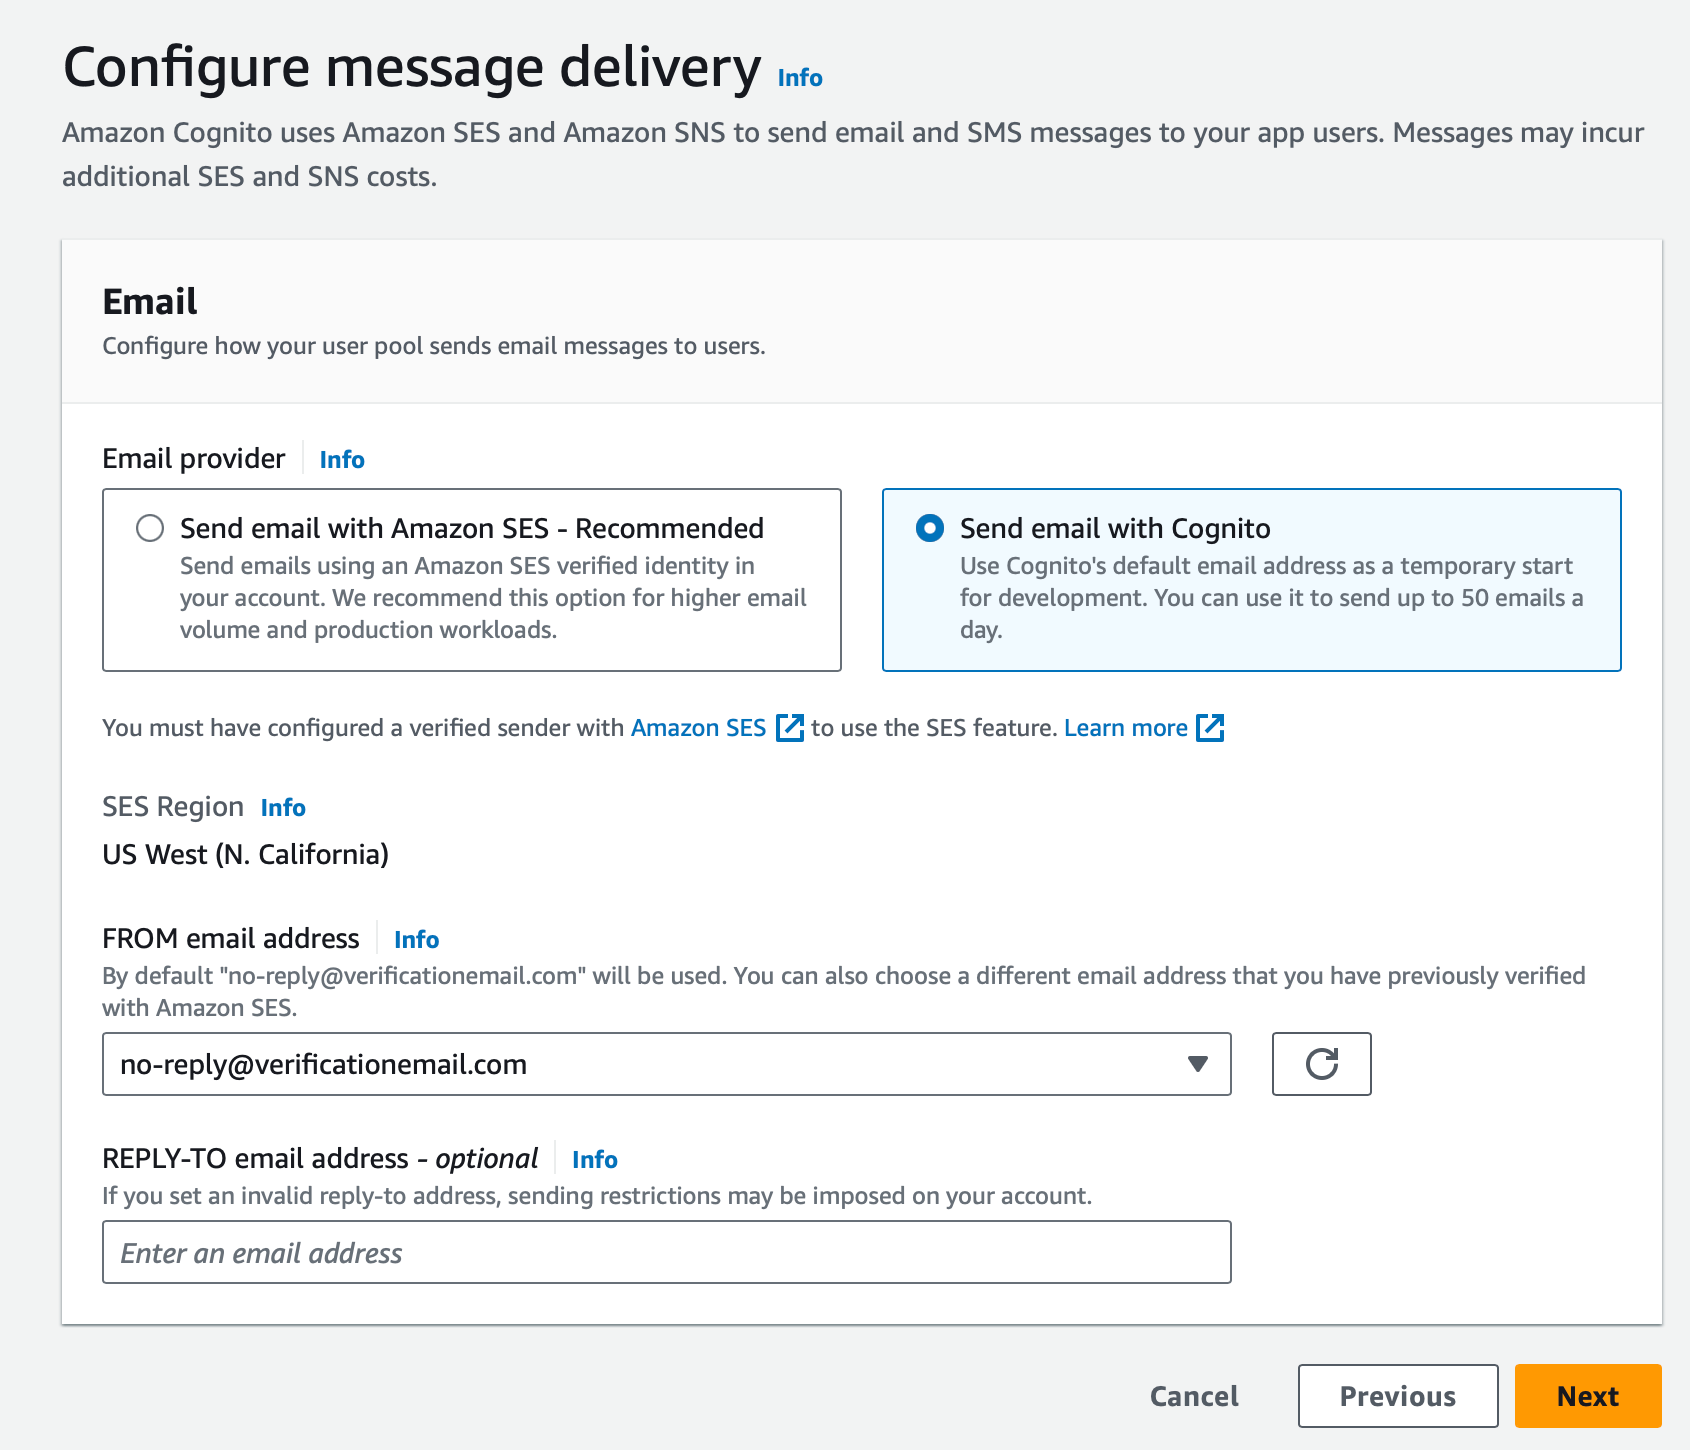 Configure message delivery Info
Amazon Cognito uses Amazon SES and Amazon SNS to send email and SMS messages to your app users. Messages may incur
additional SES and SNS costs.
Email
Configure how your user pool sends email messages to users.
Email provider Info
Send email with Amazon SES - Recommended
Send emails using an Amazon SES verified identity in
your account. We recommend this option for higher email
volume and production workloads.
Send email with Cognito
Use Cognito's default email address as a temporary start
for development. You can use it to send up to 50 emails a
day.
You must have configured a verified sender with Amazon SES to use the SES feature. Learn more
SES Region Info
US West (N. California)
FROM email address Info
By default "no-reply@verificationemail.com" will be used. You can also choose a different email address that you have previously verified
with Amazon SES.
no-reply@verificationemail.com
REPLY-TO email address - optional Info
If you set an invalid reply-to address, sending restrictions may be imposed on your account.
Enter an email address
Cancel Previous Next